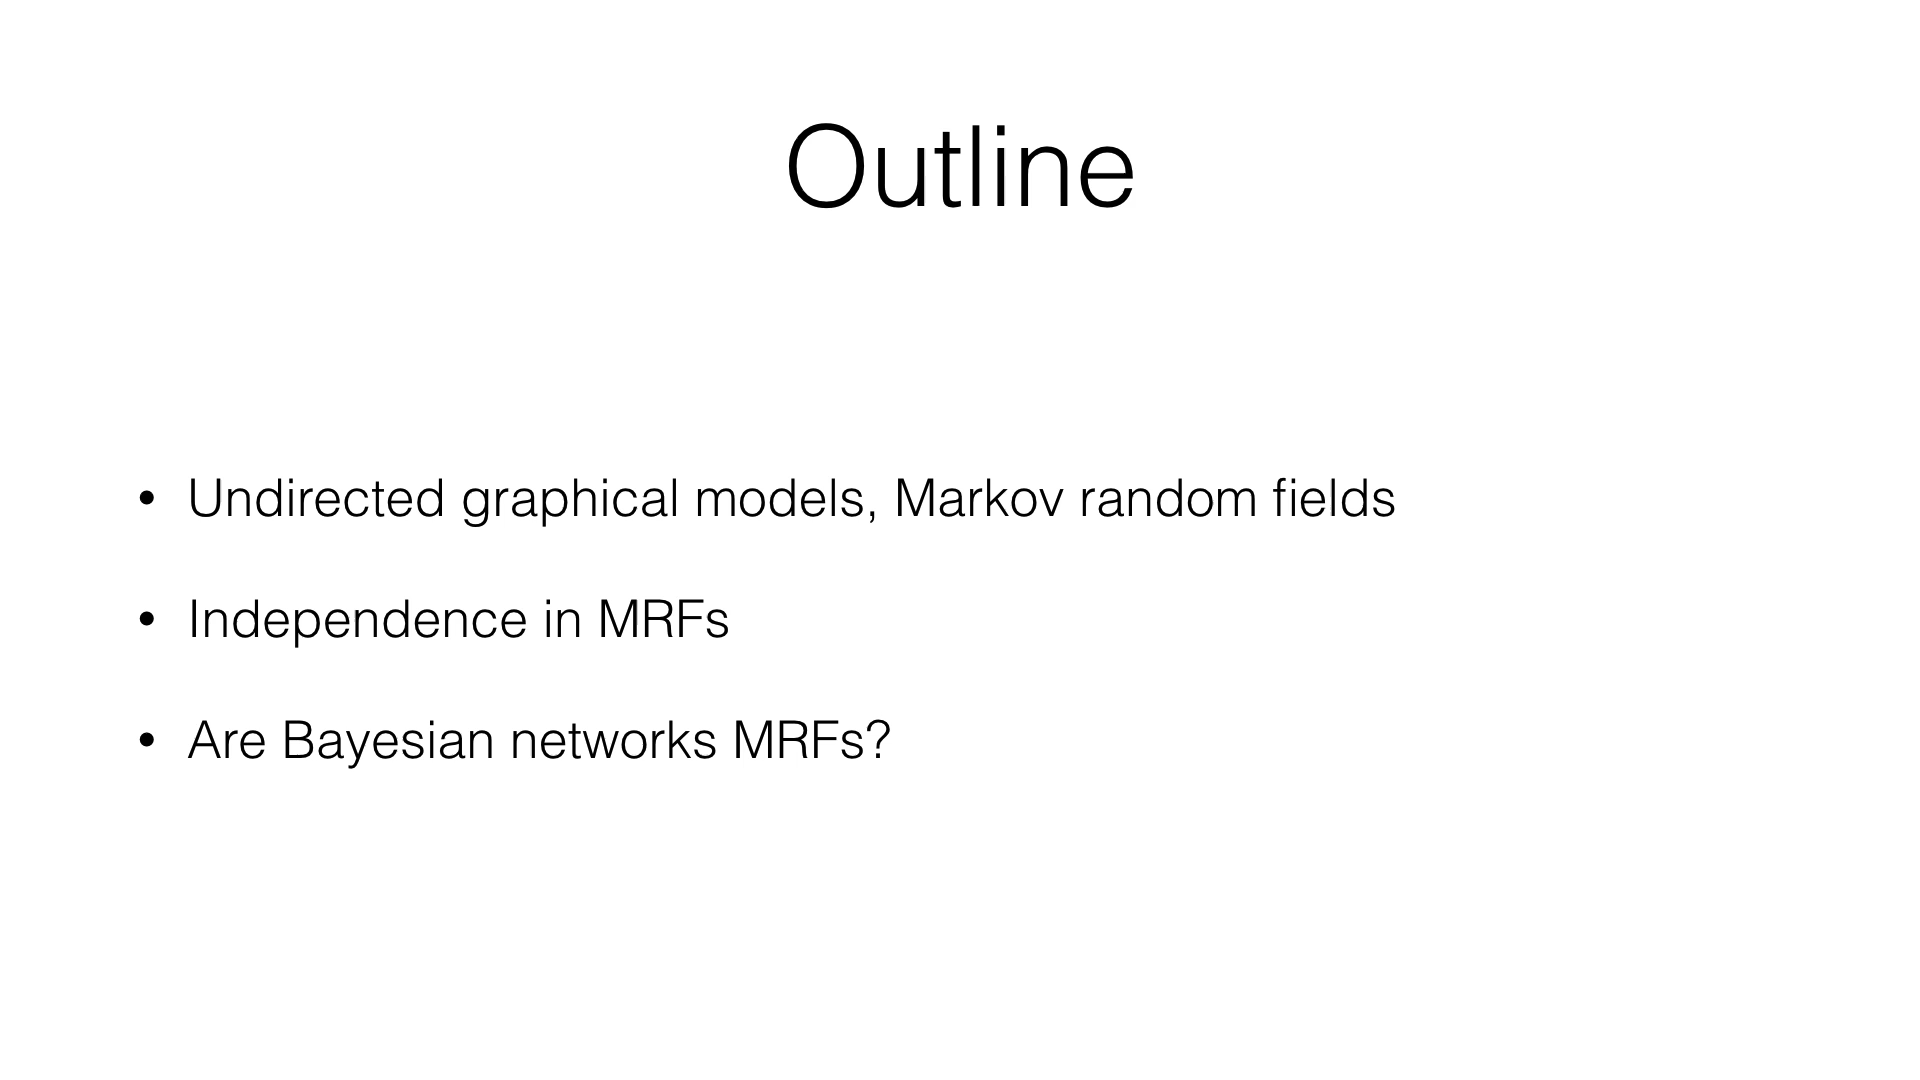 Outline
• Undirected graphical models, Markov random fields
• Independence in MRFs
• Are Bayesian networks MRFs?